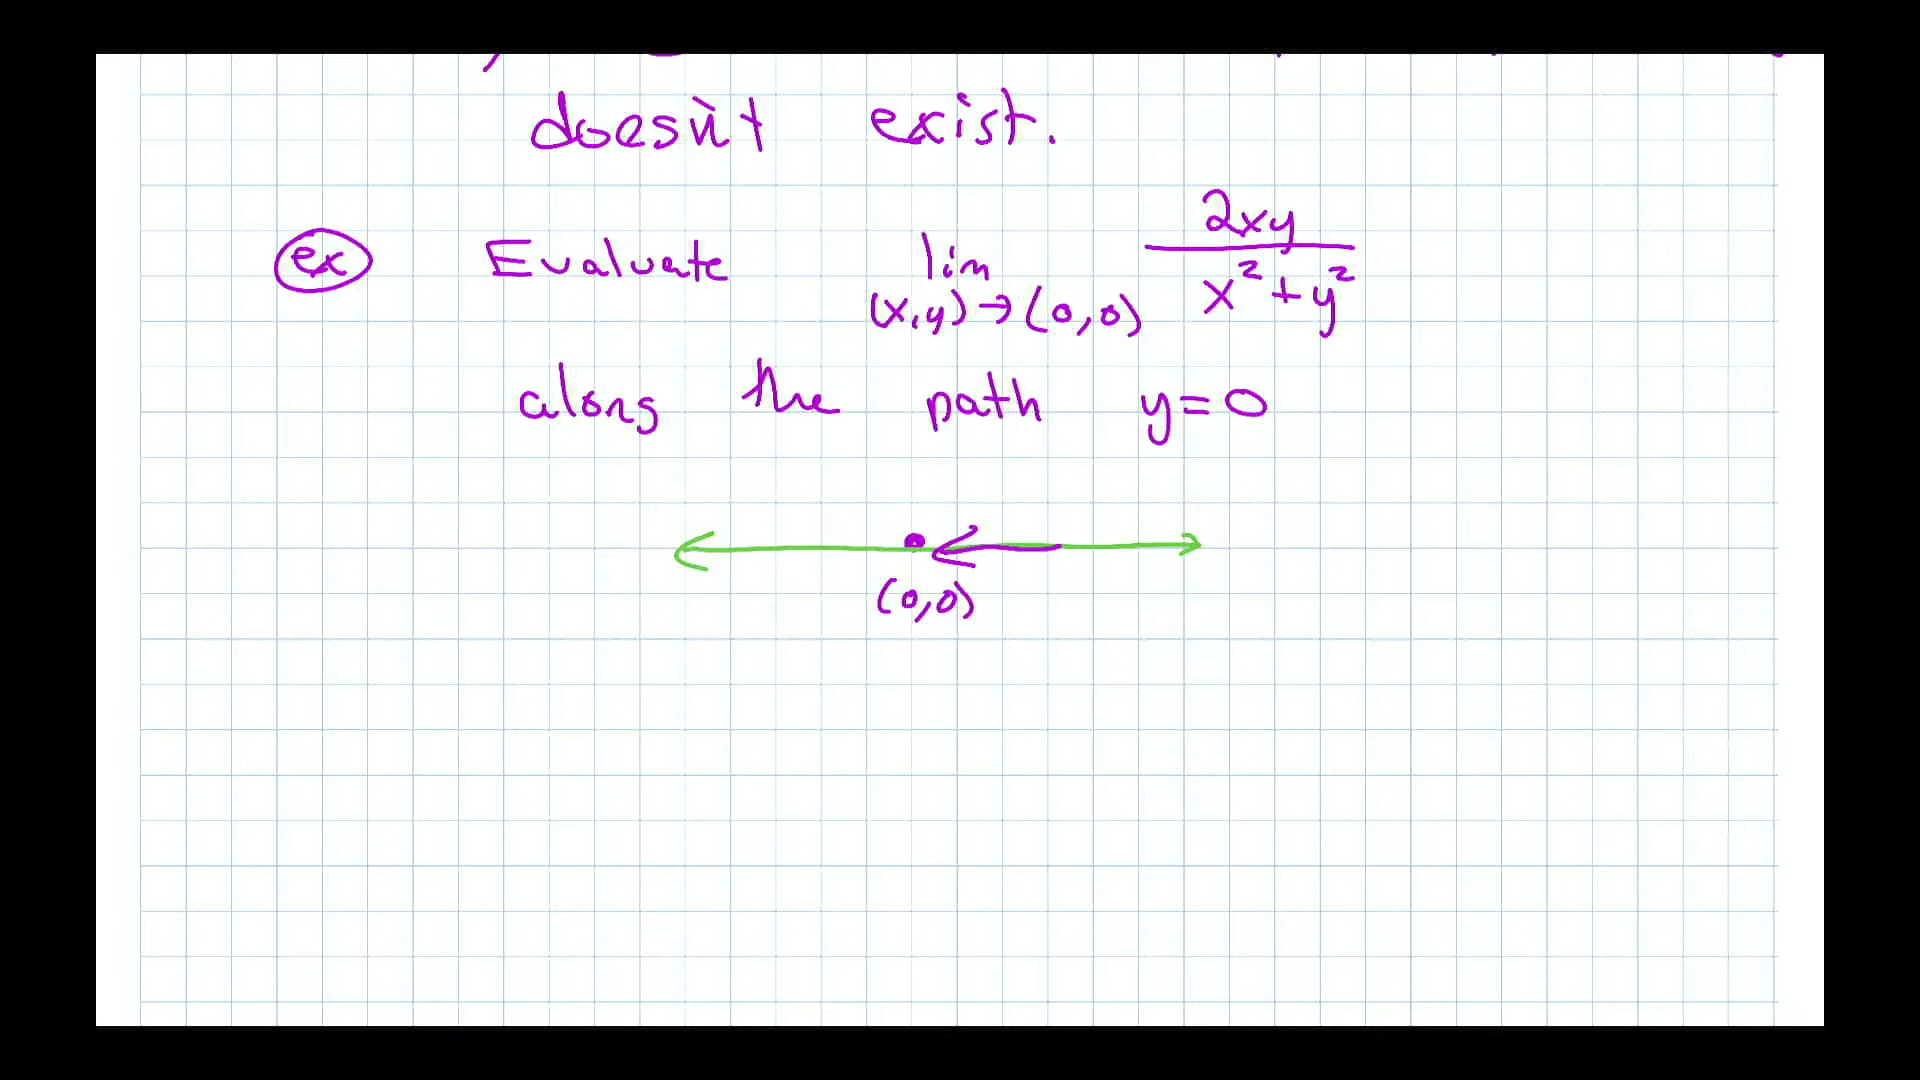 doesn't exist.
ex Evaluate lim (x,y)→(0,0) 2xy / x²+y²
along the path y=0
(0,0)